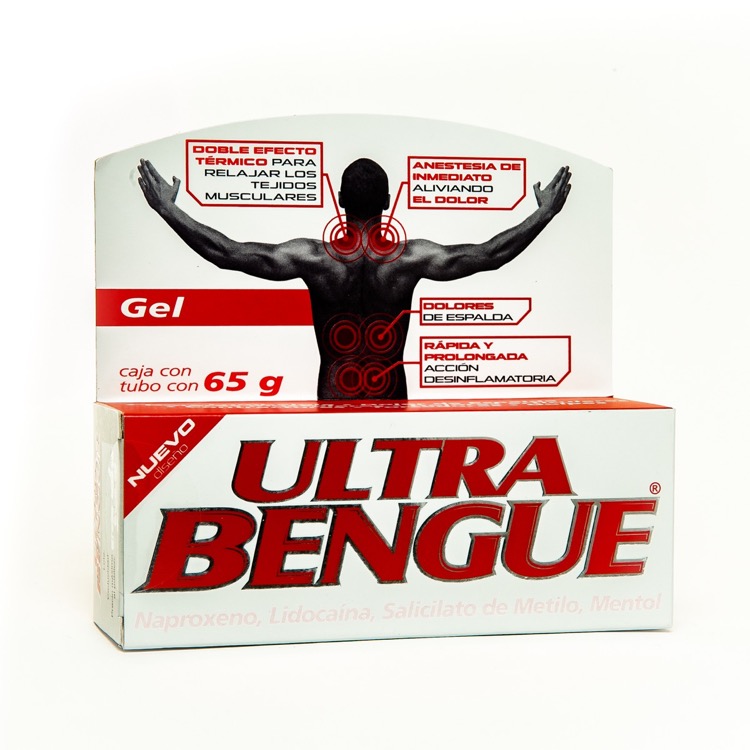 DOBLE EFECTO
TÉRMICO PARA
RELAJAR LOS
TEJIDOS
MUSCULARES
ANESTESIA DE
INMEDIATO
ALIVIANDO
EL DOLOR
Gel
DOLORES
DE ESPALDA
RÁPIDA Y
PROLONGADA
ACCIÓN
DESINFLAMATORIA
caja con
tubo con 65 g
NUEVO
diseño
ULTRA
BENGUE®
Naproxeno, Lidocaína, Salicilato de Metilo, Mentol